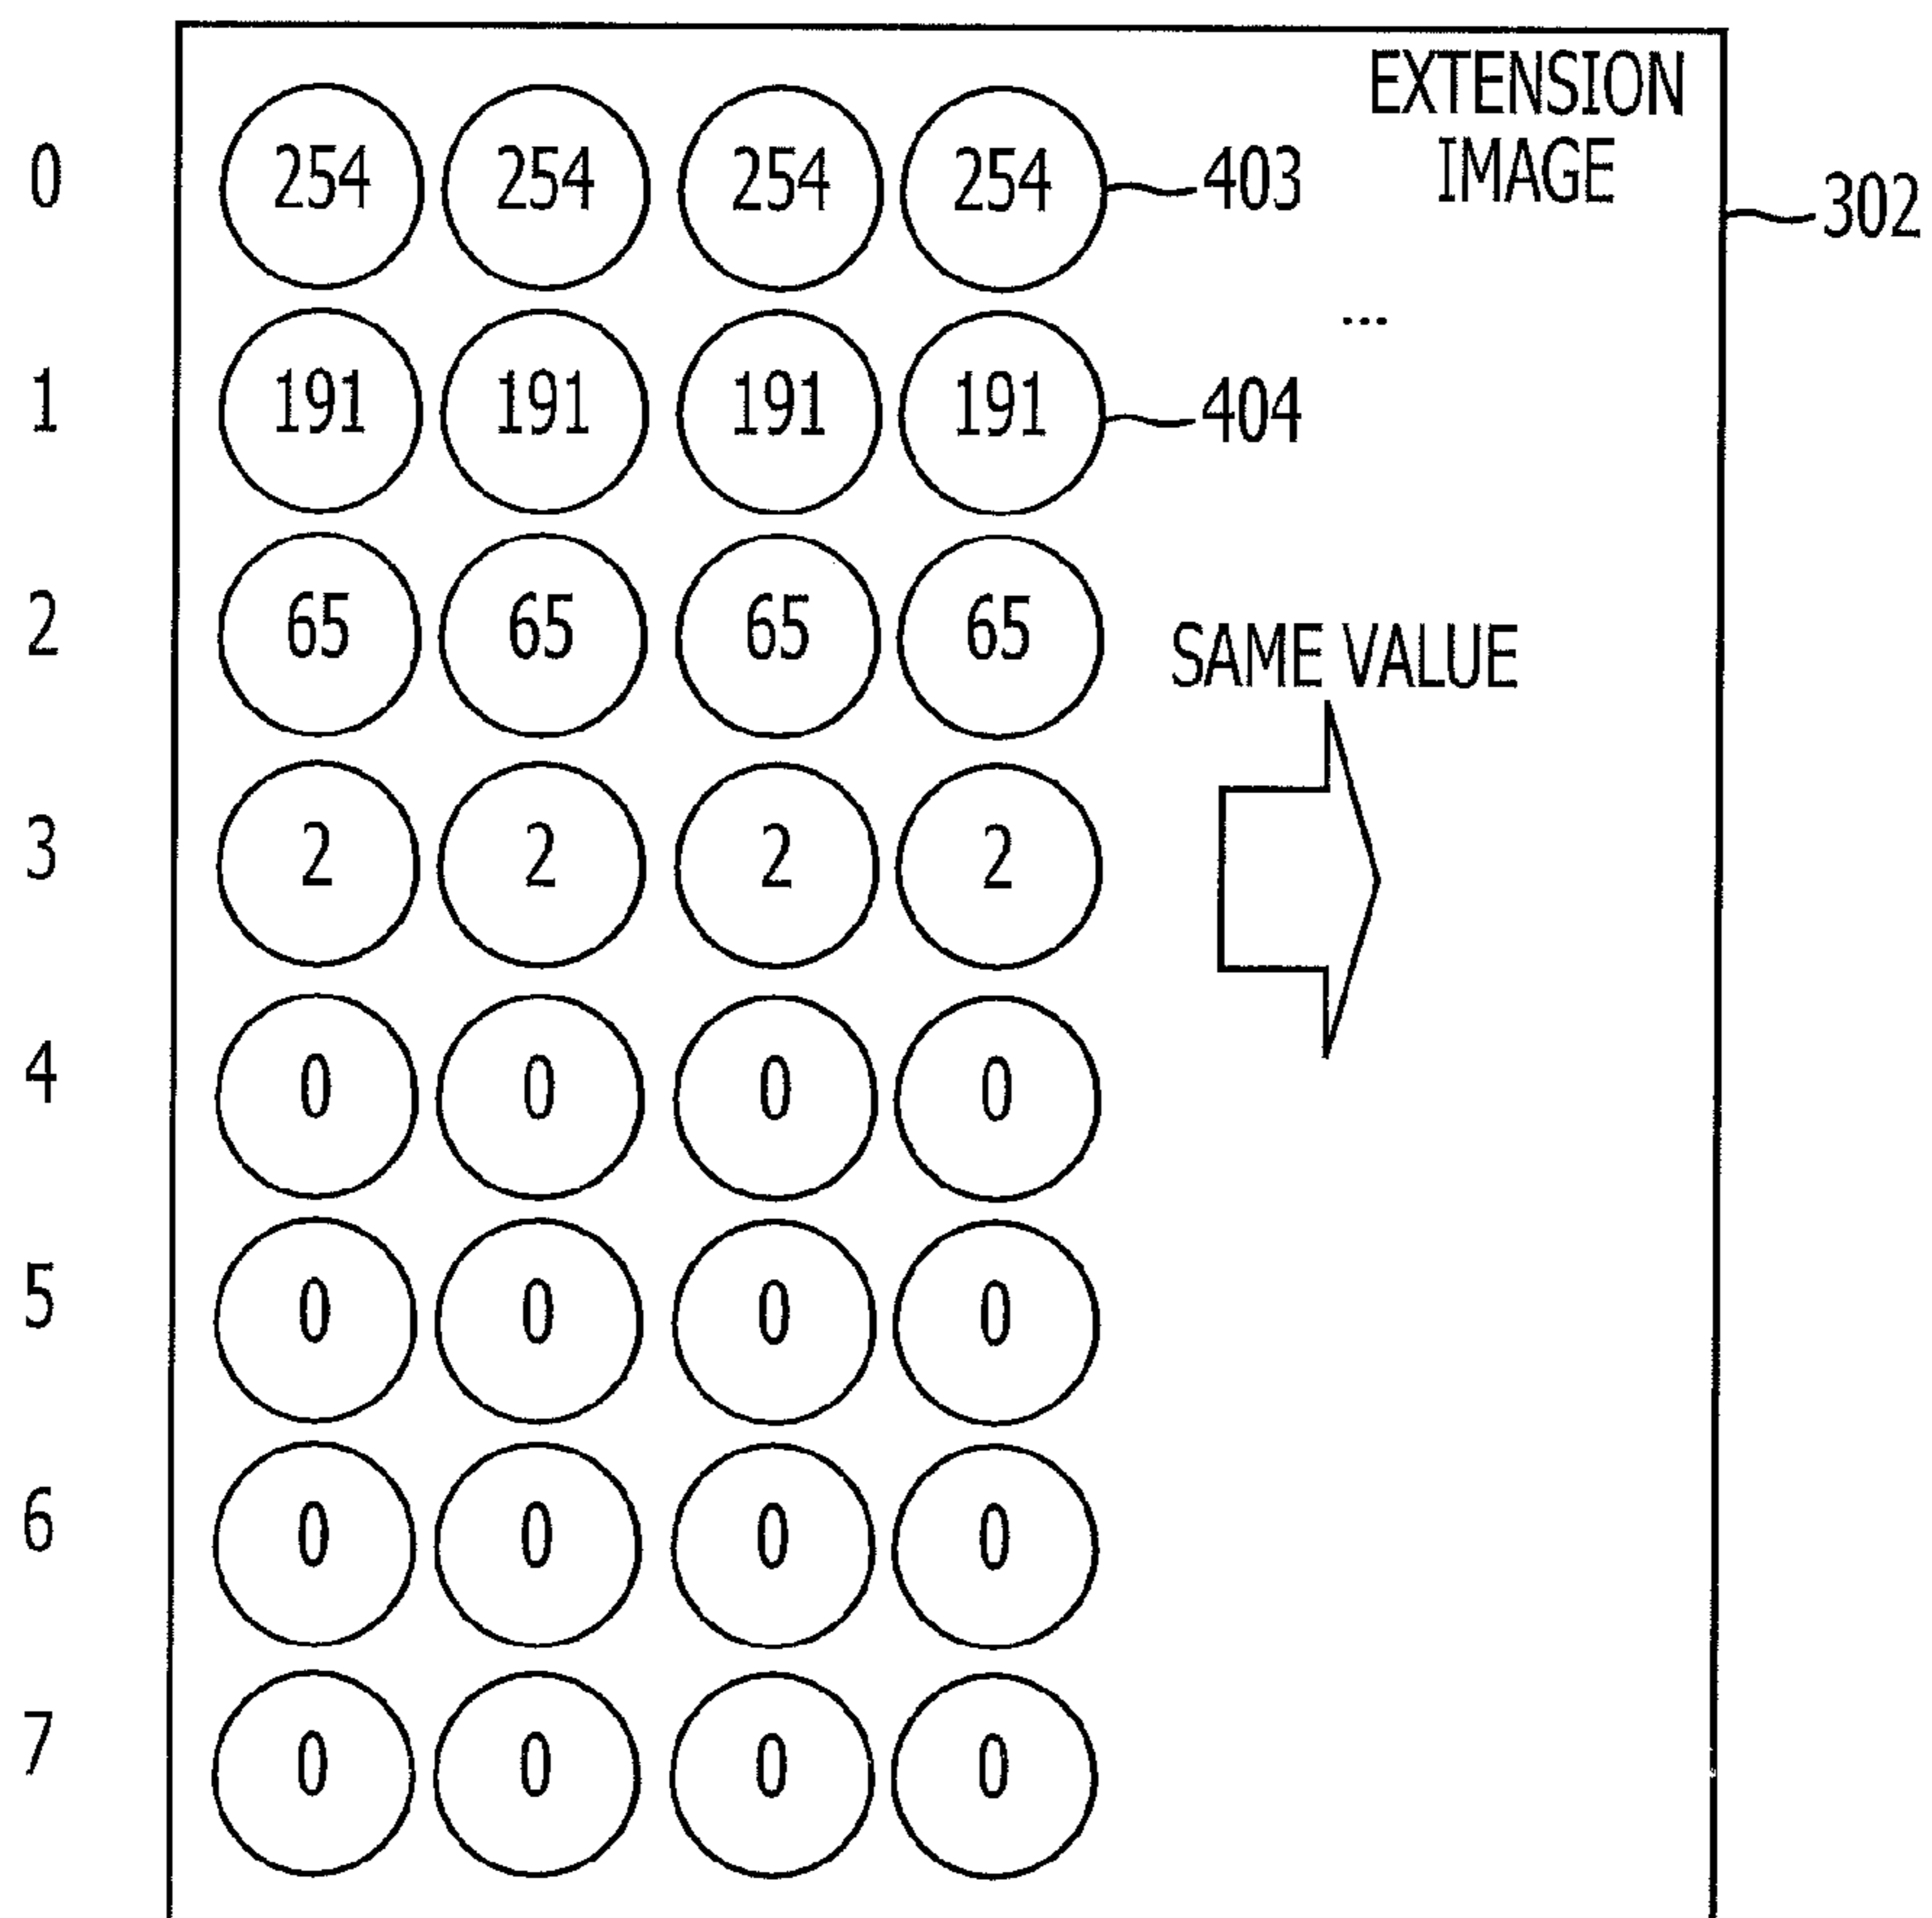 EXTENSION
IMAGE
302
0 254 254 254 254 403
...
1 191 191 191 191 404
2 65 65 65 65
SAME VALUE
3 2 2 2 2
4 0 0 0 0
5 0 0 0 0
6 0 0 0 0
7 0 0 0 0